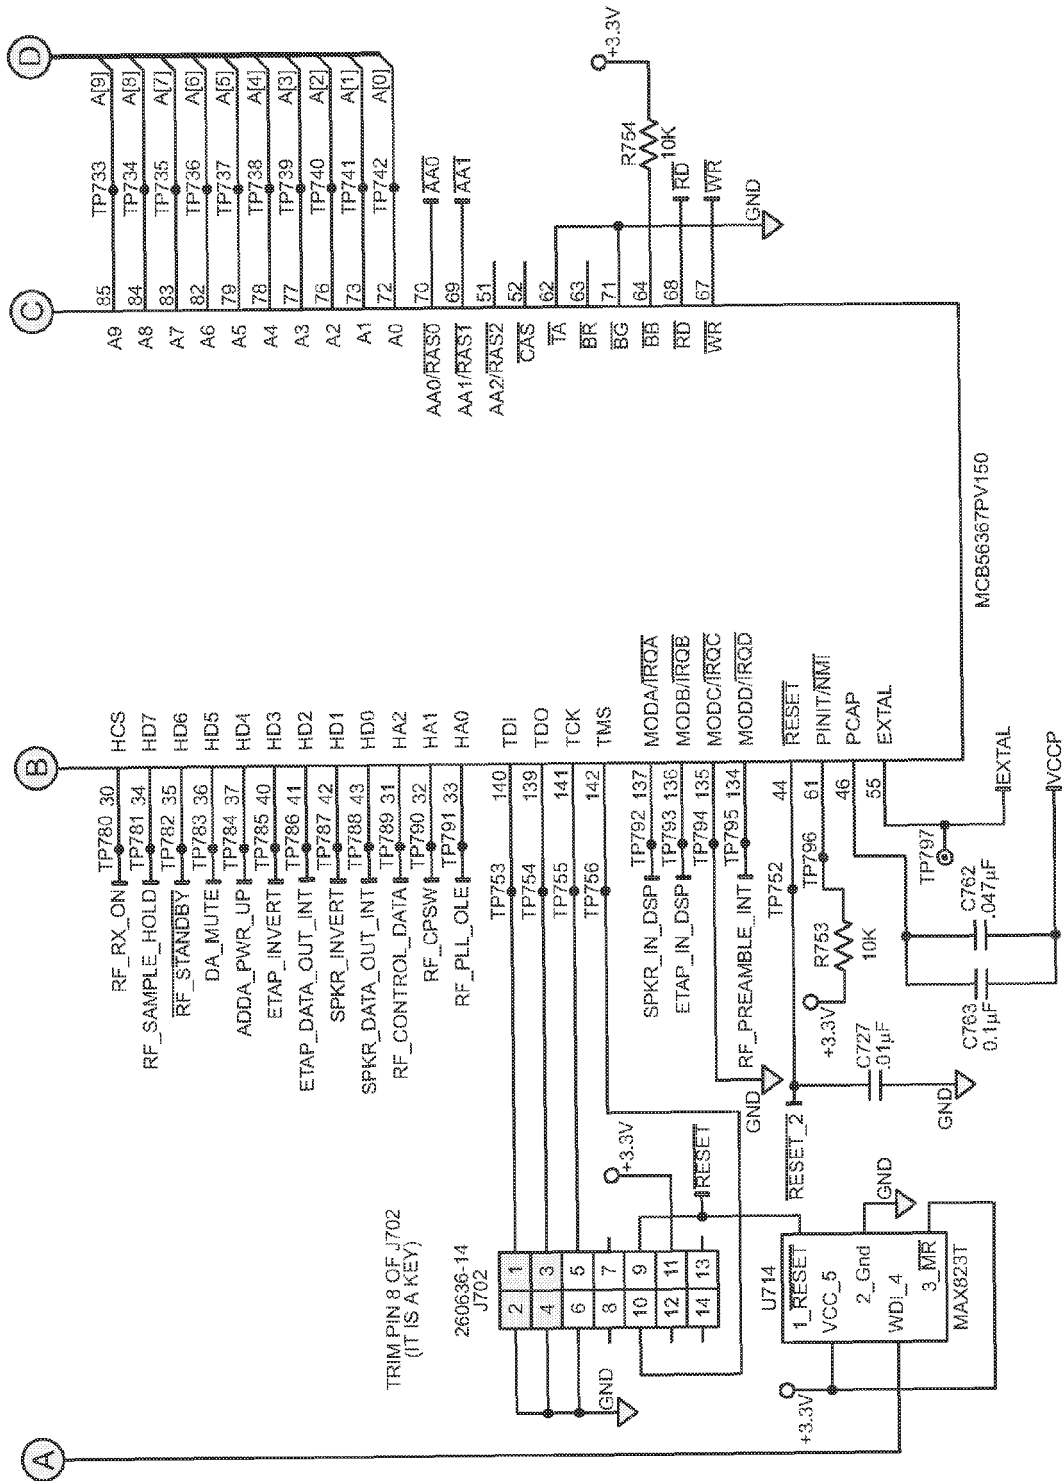 A
B
C
D
RF_RX_ON TP780 30 HCS
RF_SAMPLE_HOLD TP781 34 HD7
RF_STANDBY TP782 35 HD6
DA_MUTE TP783 36 HD5
ADDA_PWR_UP TP784 37 HD4
ETAP_INVERT TP785 40 HD3
ETAP_DATA_OUT_INT TP786 41 HD2
SPKR_INVERT TP787 42 HD1
SPKR_DATA_OUT_INT TP788 43 HD0
RF_CONTROL_DATA TP789 31 HA2
RF_CPSW TP790 32 HA1
RF_PLL_OLE TP791 33 HA0
TP753 140 TDI
TP754 139 TDO
TP755 141 TCK
TP756 142 TMS
SPKR_IN_DSP TP792 137 MODA/IRQA
ETAP_IN_DSP TP793 136 MODB/IRQB
TP794 135 MODC/IRQC
RF_PREAMBLE_INT TP795 134 MODD/IRQD
GND
RESET_2 TP752 44 RESET
TP796 61 PINIT/NMI
46 PCAP
55 EXTAL
+3.3V
R753
10K
TP797
EXTAL
C727
.01µF
GND
C763
0.1µF
C762
.047µF
VCCP
TRIM PIN 8 OF J702
(IT IS A KEY)
260636-14
J702
2 1
4 3
6 5
8 7
10 9
12 11
14 13
GND
+3.3V
RESET
U714
1_RESET
VCC_5
2_Gnd
WDI_4
3_MR
MAX823T
+3.3V
GND
A9 85 TP733 A[9]
A8 84 TP734 A[8]
A7 83 TP735 A[7]
A6 82 TP736 A[6]
A5 79 TP737 A[5]
A4 78 TP738 A[4]
A3 77 TP739 A[3]
A2 76 TP740 A[2]
A1 73 TP741 A[1]
A0 72 TP742 A[0]
AA0/RAS0 70 AA0
AA1/RAS1 69 AA1
AA2/RAS2 51
CAS 52
TA 62
BR 63
BG 71
BB 64
RD 68 RD
WR 67 WR
R754
10K
+3.3V
GND
MCB56367PV150